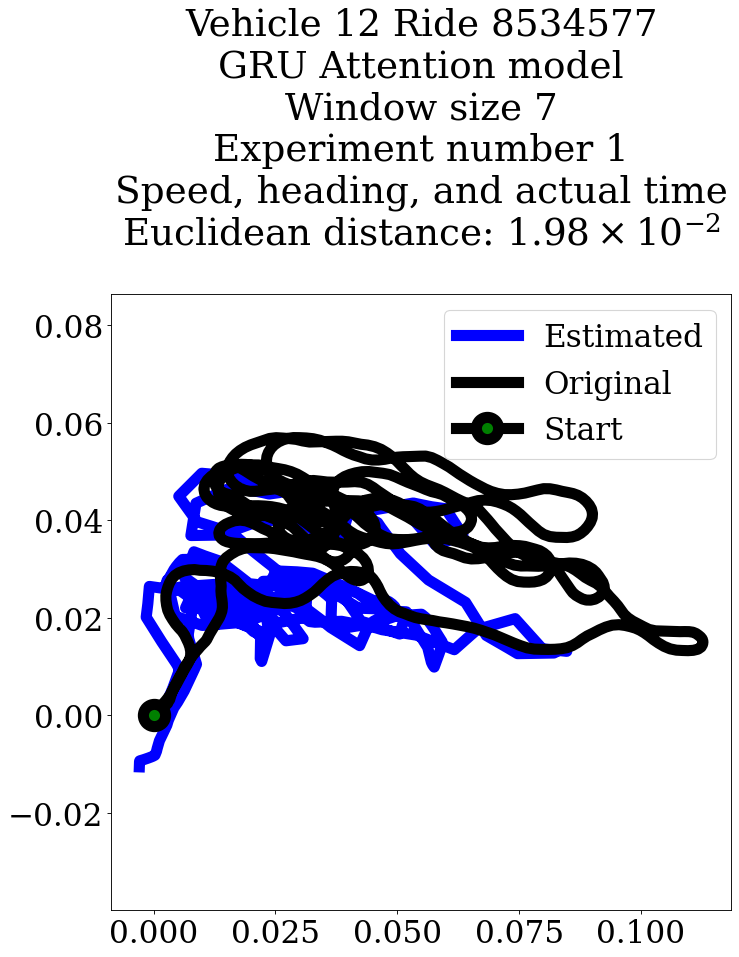 Vehicle 12 Ride 8534577
GRU Attention model
Window size 7
Experiment number 1
Speed, heading, and actual time
Euclidean distance: 1.98 × 10⁻²
Estimated
Original
Start
0.08
0.06
0.04
0.02
0.00
−0.02
0.000 0.025 0.050 0.075 0.100